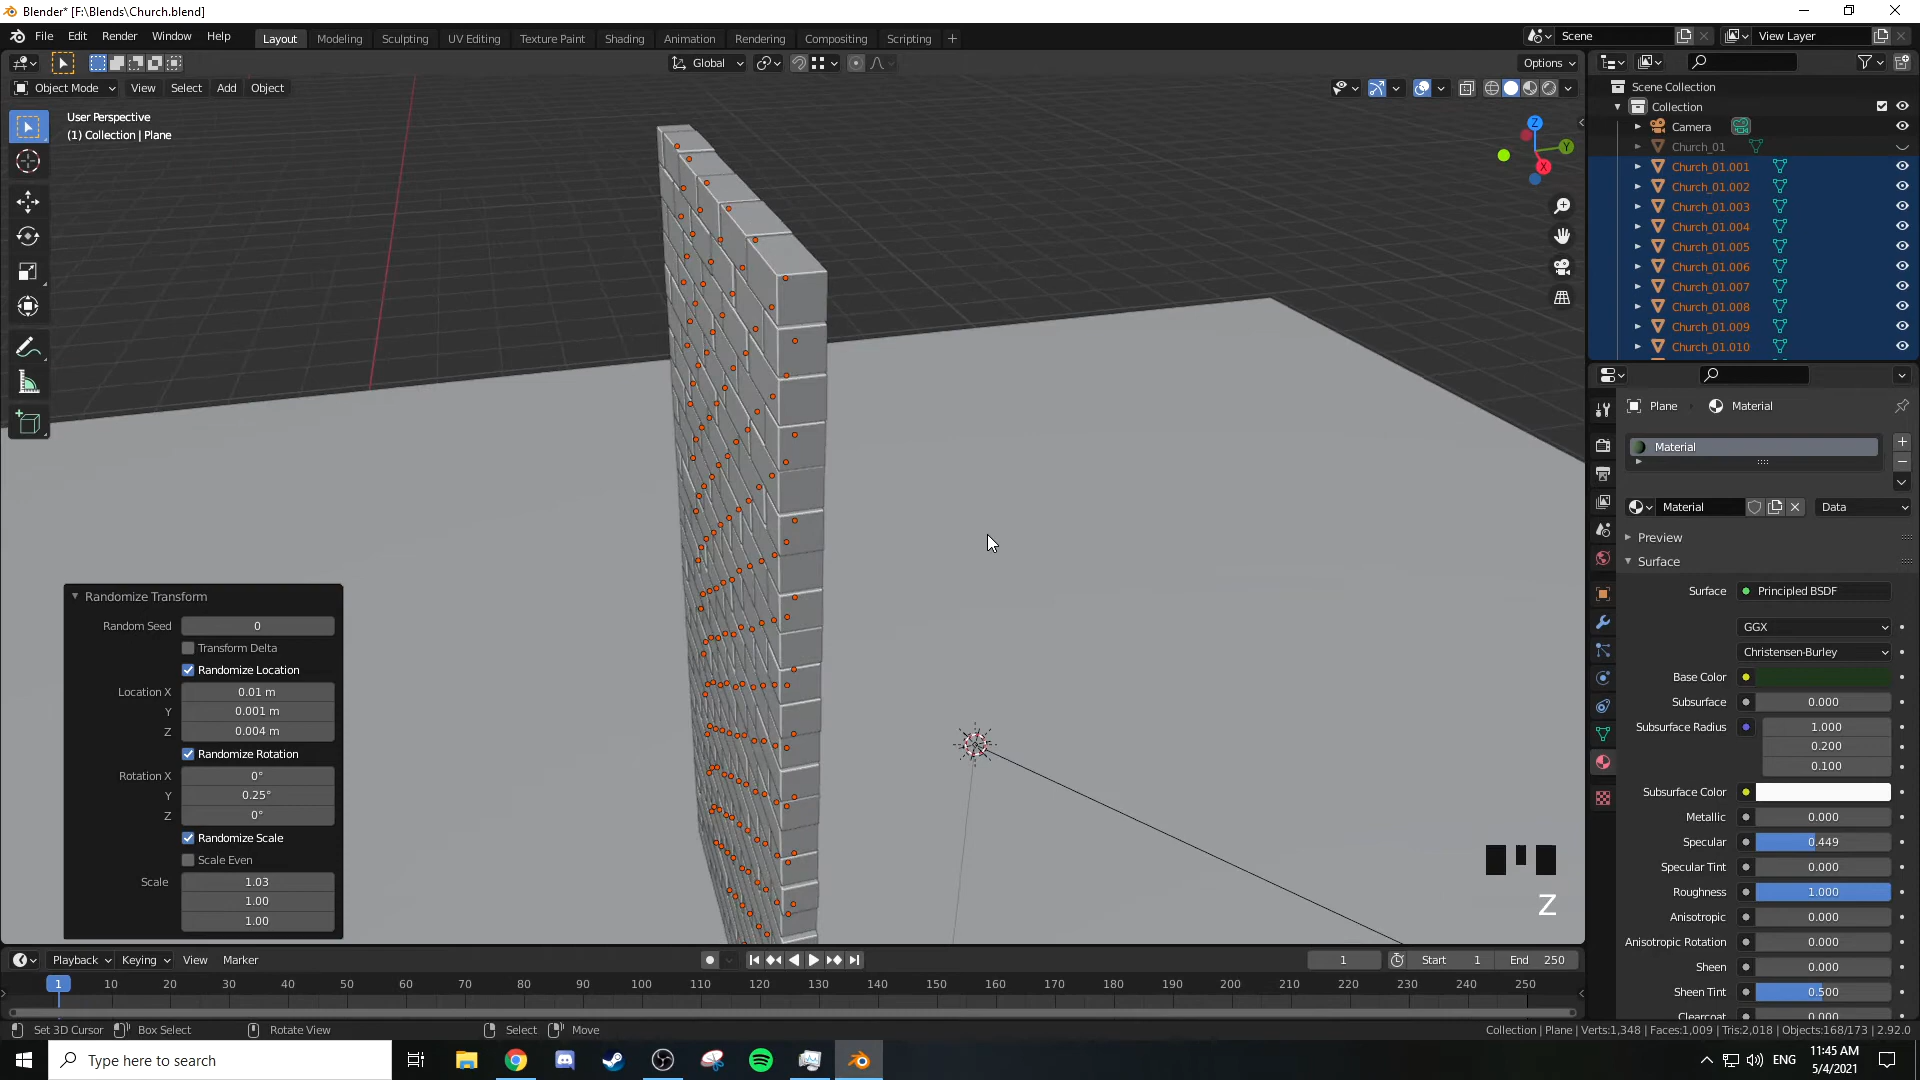 Blender* [F:\Blends\Church.blend]
File Edit Render Window Help Layout Modeling Sculpting UV Editing Texture Paint Shading Animation Rendering Compositing Scripting + Scene View Layer
Global Options
Object Mode View Select Add Object
User Perspective
(1) Collection | Plane
Z
Y
X
Scene Collection
Collection
Camera
Church_01
Church_01.001
Church_01.002
Church_01.003
Church_01.004
Church_01.005
Church_01.006
Church_01.007
Church_01.008
Church_01.009
Church_01.010
Plane Material
Material
Material Data
Preview
Surface
Surface Principled BSDF
GGX
Christensen-Burley
Base Color
Subsurface 0.000
Subsurface Radius 1.000
0.200
0.100
Subsurface Color
Metallic 0.000
Specular 0.449
Specular Tint 0.000
Roughness 1.000
Anisotropic 0.000
Anisotropic Rotation 0.000
Sheen 0.000
Sheen Tint 0.500
Clearcoat 0.000
Randomize Transform
Random Seed 0
Transform Delta
Randomize Location
Location X 0.01 m
Y 0.001 m
Z 0.004 m
Randomize Rotation
Rotation X 0°
Y 0.25°
Z 0°
Randomize Scale
Scale Even
Scale 1.03
1.00
1.00
Z
Playback Keying View Marker 1 Start 1 End 250
1 10 20 30 40 50 60 70 80 90 100 110 120 130 140 150 160 170 180 190 200 210 220 230 240 250
Set 3D Cursor Box Select Rotate View Select Move Collection | Plane | Verts:1,348 | Faces:1,009 | Tris:2,018 | Objects:168/173 | 2.92.0
Type here to search ENG 11:45 AM
5/4/2021